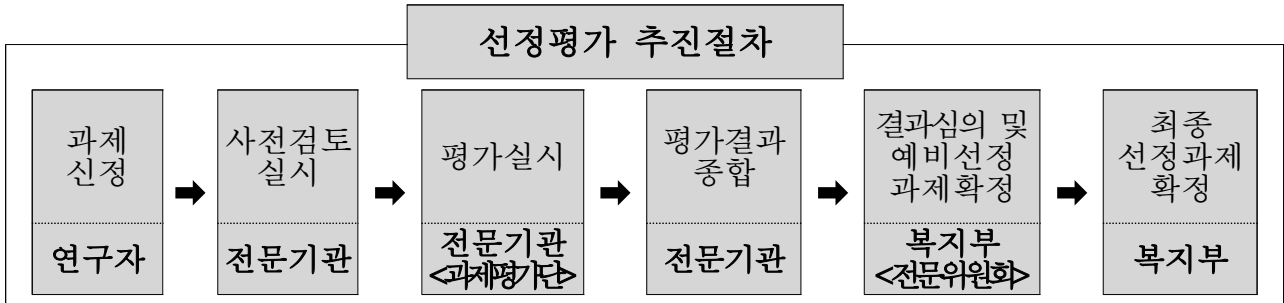 선정평가 추진절차
과제
신정
연구자
사전검토
실시
전문기관
평가실시
전문기관
<과제평가단>
평가결과
종합
전문기관
결과심의 및
예비선정
과제확정
복지부
<전문위원회>
최종
선정과제
확정
복지부